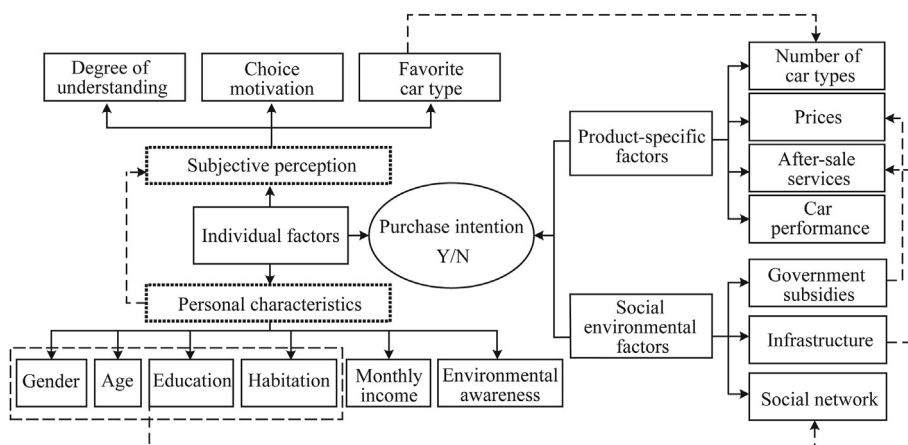 Degree of
understanding
Choice
motivation
Favorite
car type
Number of
car types
Prices
After-sale
services
Car
performance
Product-specific
factors
Subjective perception
Individual factors
Purchase intention
Y/N
Personal characteristics
Social
environmental
factors
Government
subsidies
Infrastructure
Social network
Gender
Age
Education
Habitation
Monthly
income
Environmental
awareness